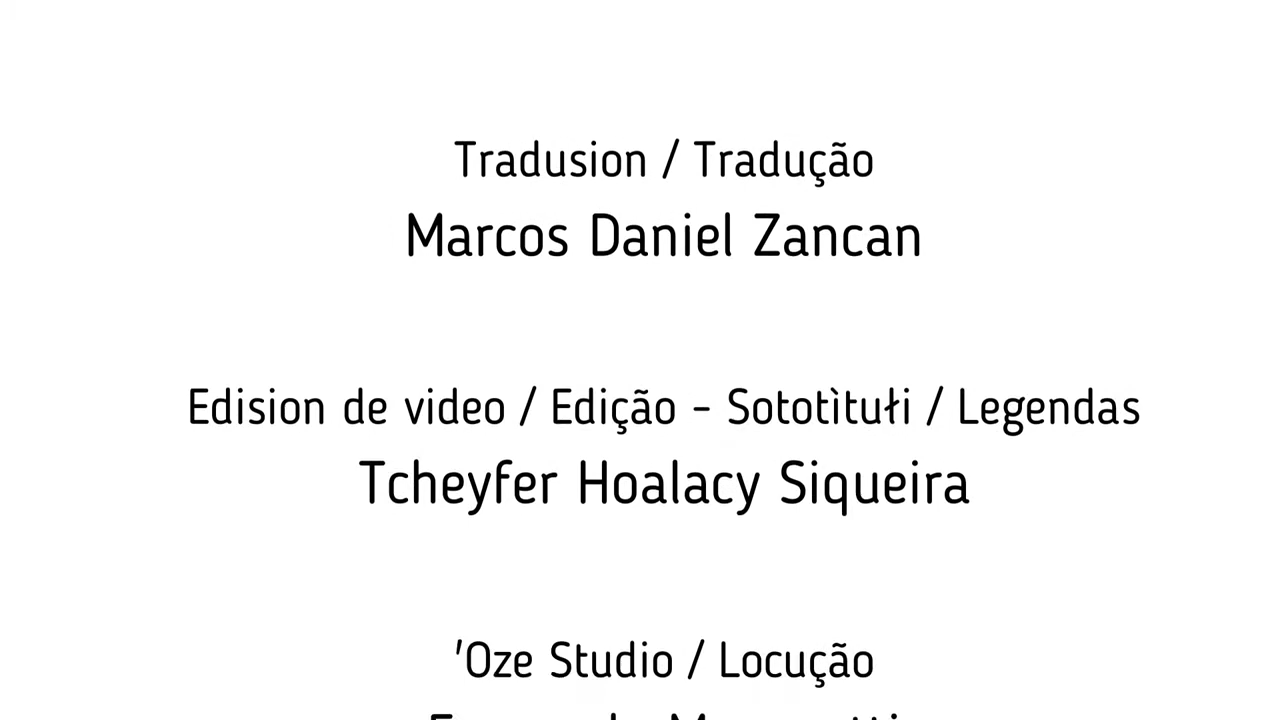 Tradusion / Tradução
Marcos Daniel Zancan
Edision de video / Edição - Sototìtułi / Legendas
Tcheyfer Hoalacy Siqueira
'Oze Studio / Locução